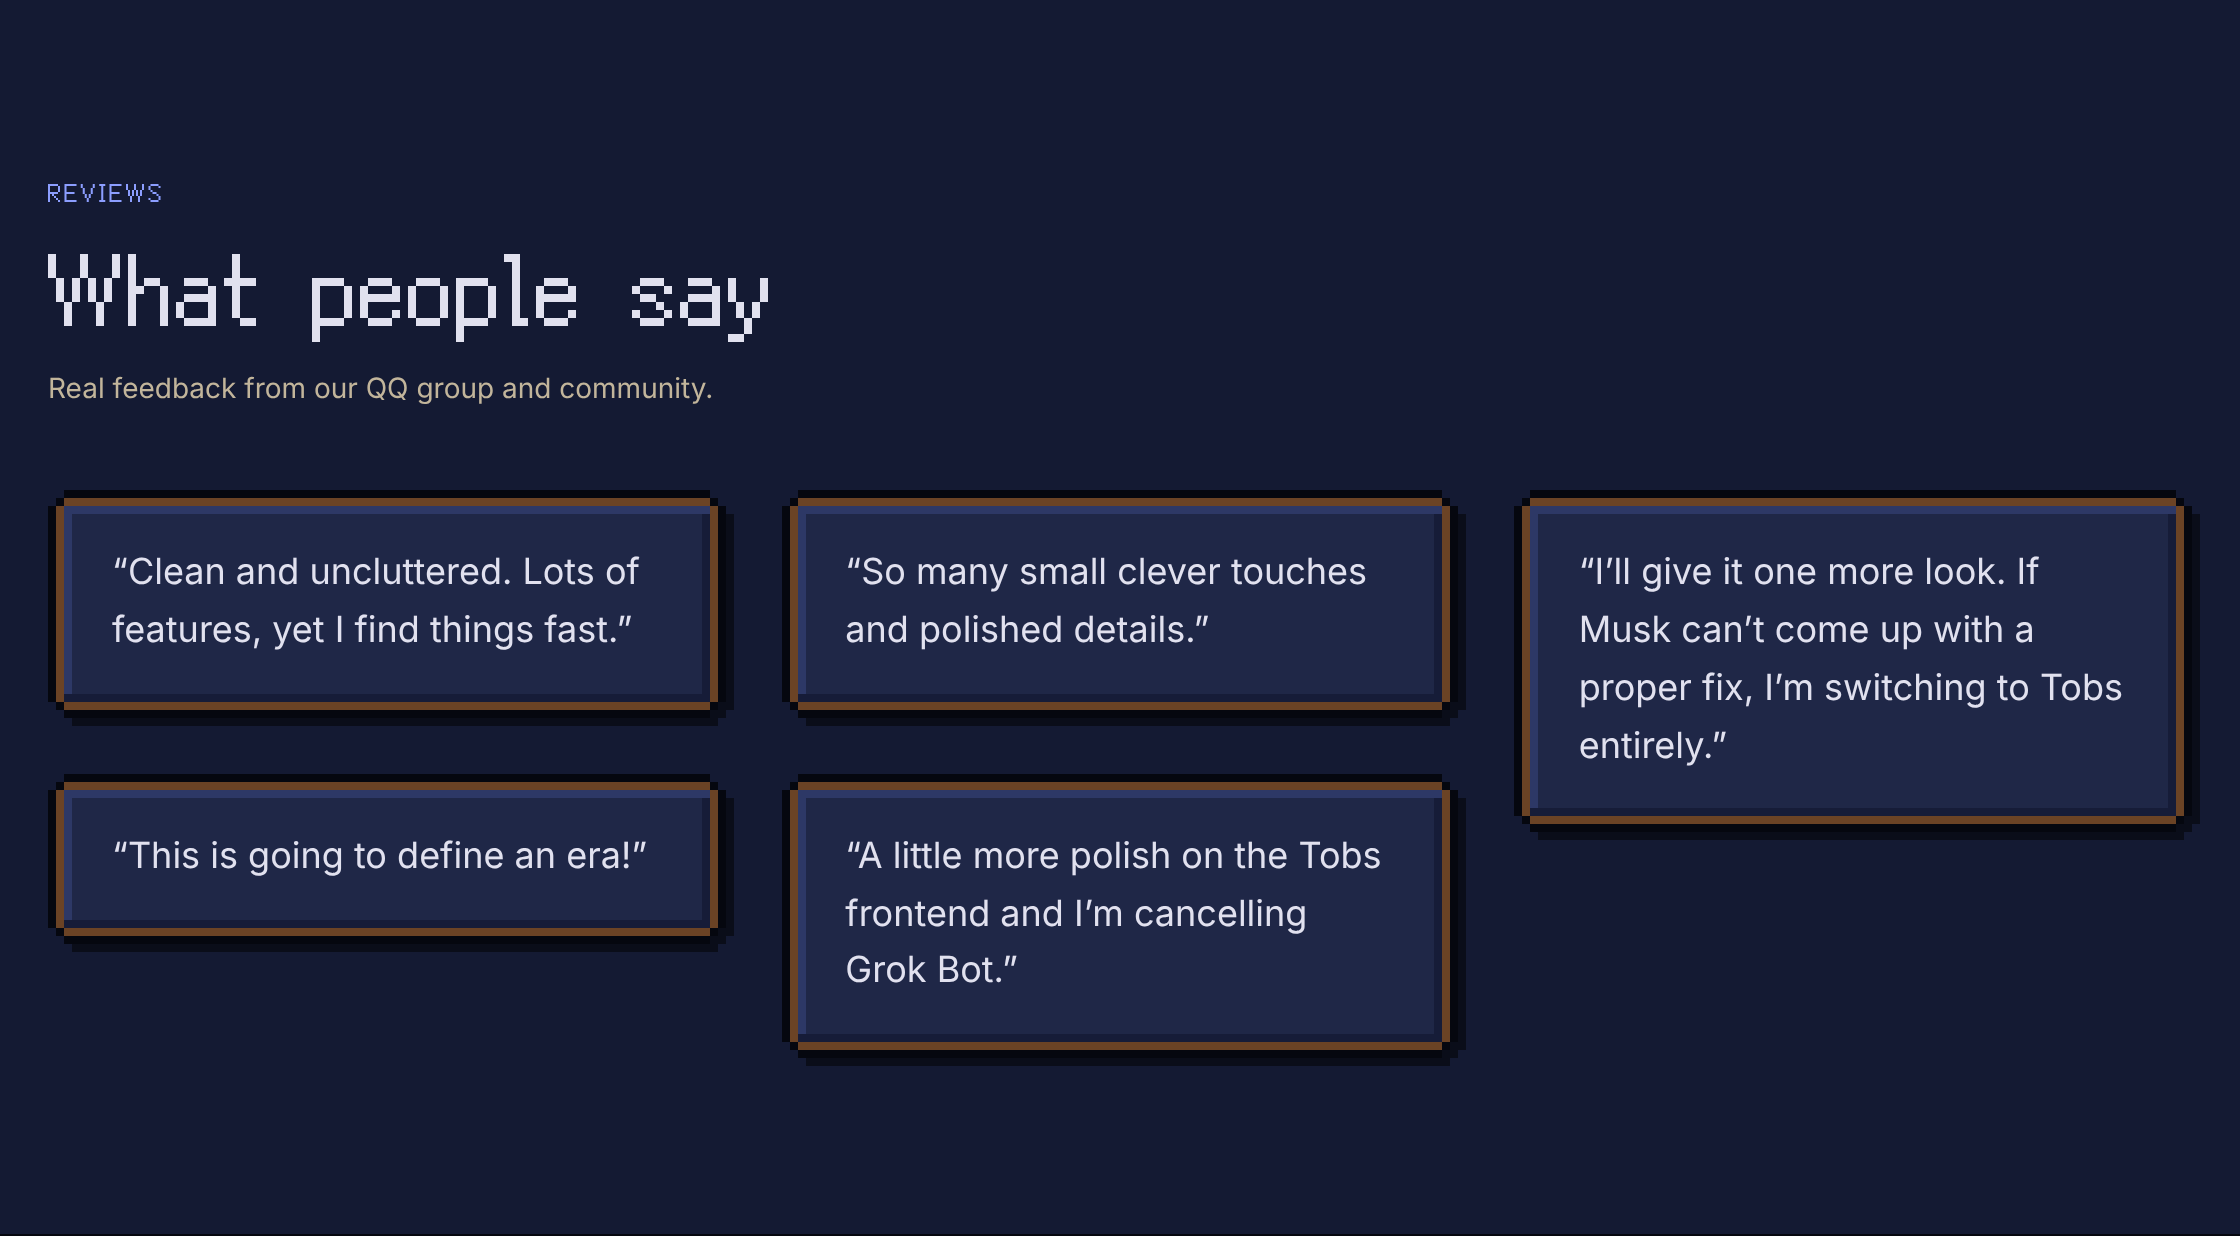 REVIEWS
What people say
Real feedback from our QQ group and community.
“Clean and uncluttered. Lots of
features, yet I find things fast.”
“So many small clever touches
and polished details.”
“I’ll give it one more look. If
Musk can’t come up with a
proper fix, I’m switching to Tobs
entirely.”
“This is going to define an era!”
“A little more polish on the Tobs
frontend and I’m cancelling
Grok Bot.”